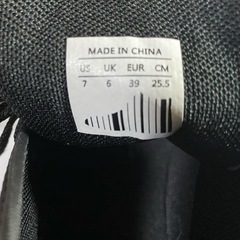 MADE IN CHINA
US UK EUR CM
7 6 39 25.5